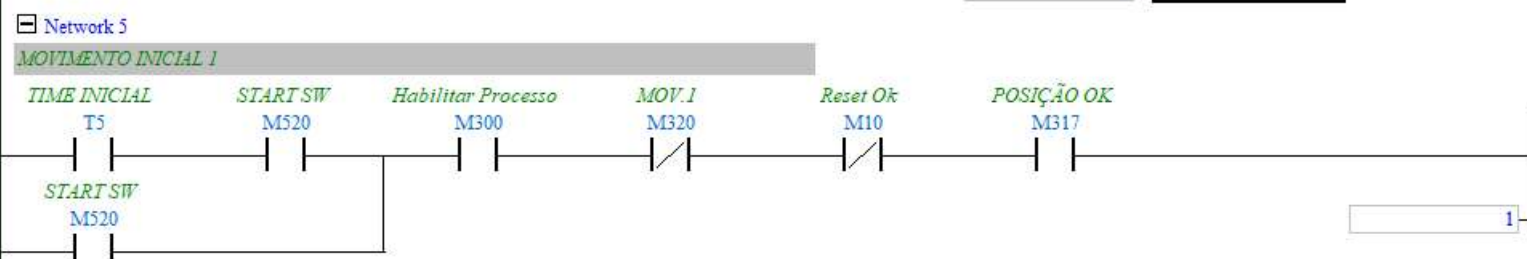 Network 5
MOVIMENTO INICIAL 1
TIME INICIAL START SW Habilitar Processo MOV.1 Reset Ok POSIÇÃO OK
T5 M520 M300 M320 M10 M317
START SW
M520
1